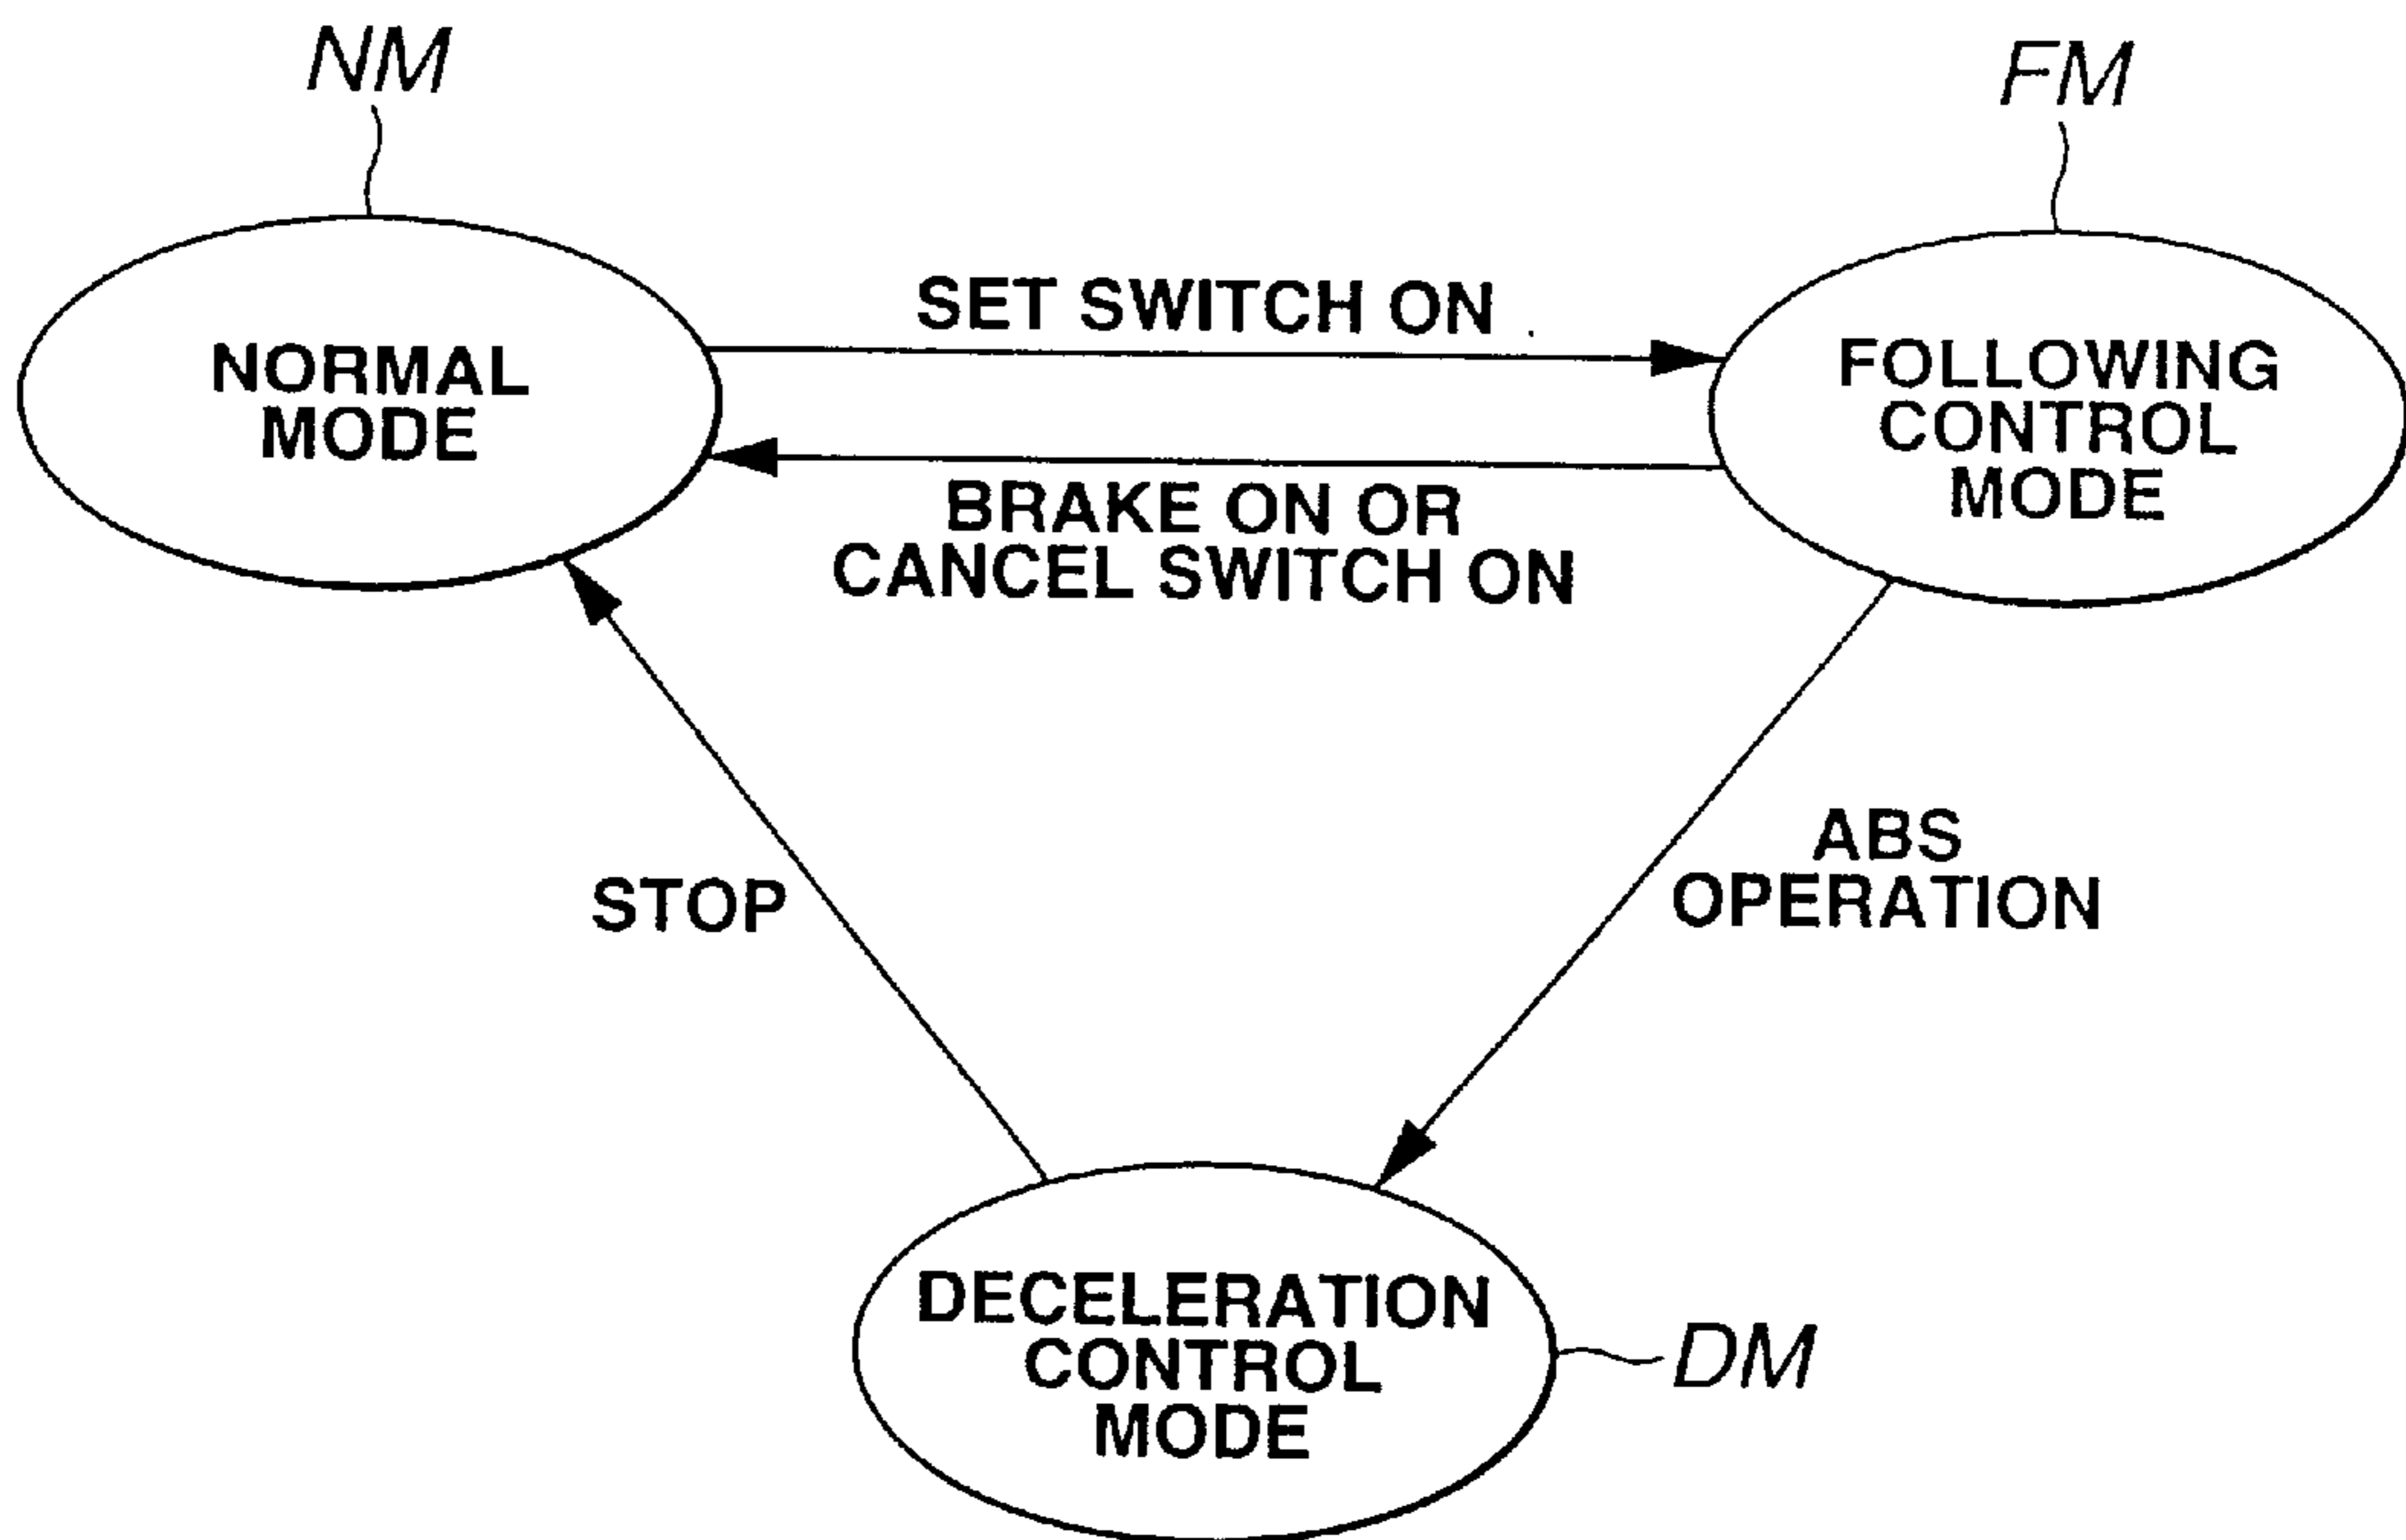 NM
FM
SET SWITCH ON
NORMAL
MODE
FOLLOWING
CONTROL
MODE
BRAKE ON OR
CANCEL SWITCH ON
STOP
ABS
OPERATION
DECELERATION
CONTROL
MODE
DM